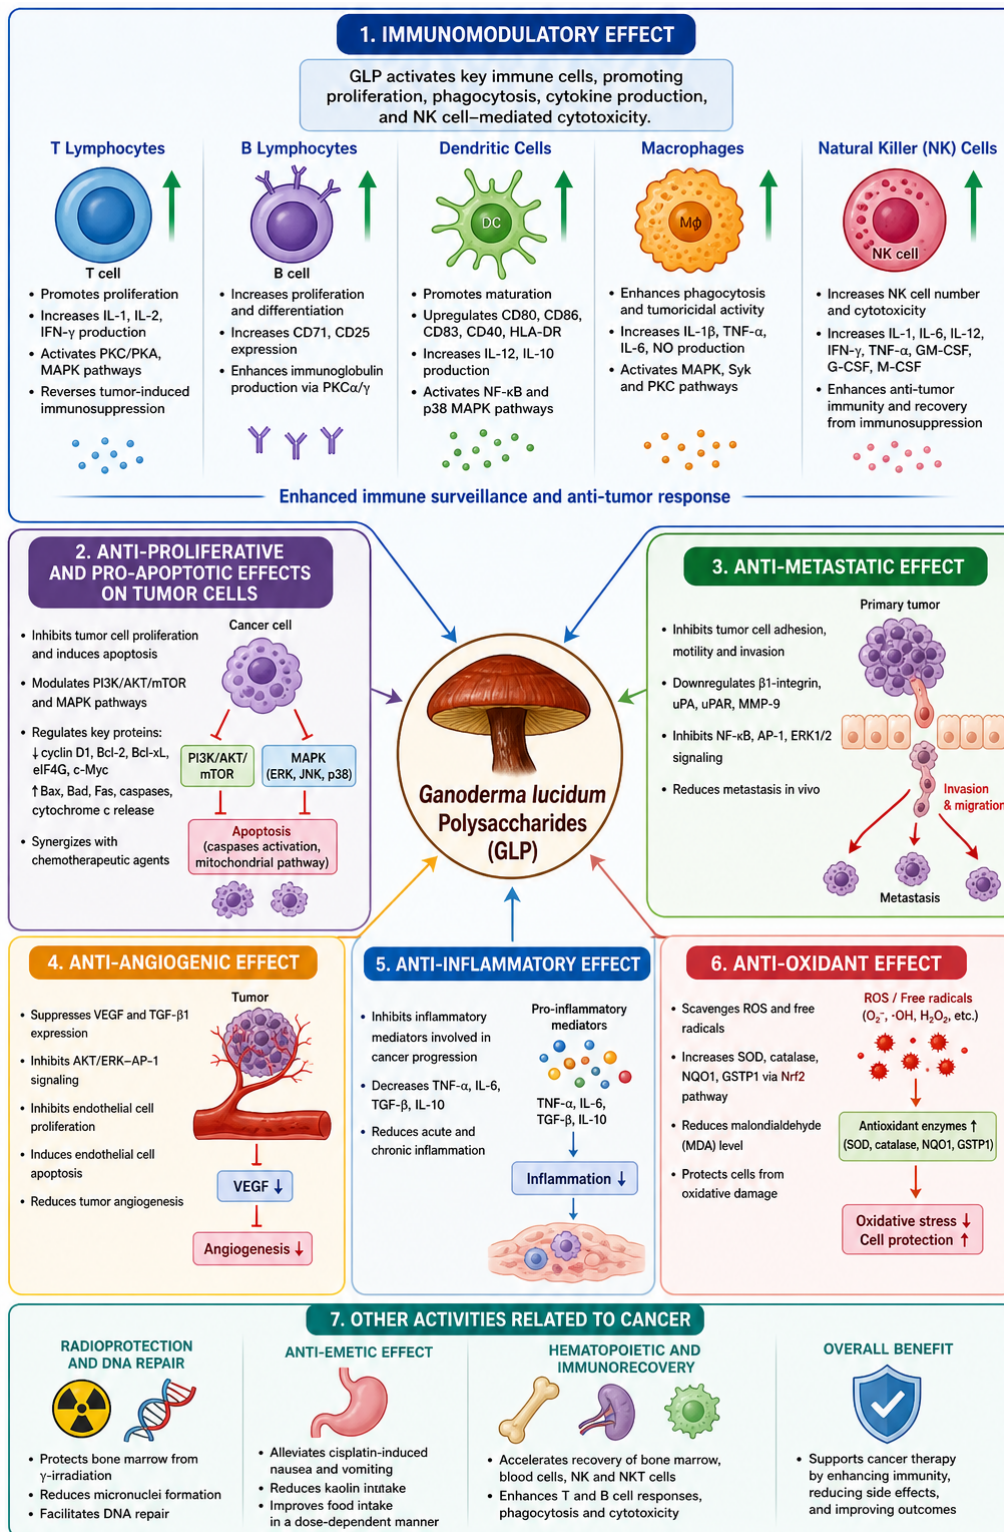 1. IMMUNOMODULATORY EFFECT
GLP activates key immune cells, promoting
proliferation, phagocytosis, cytokine production,
and NK cell–mediated cytotoxicity.
T Lymphocytes
T cell
• Promotes proliferation
• Increases IL-1, IL-2,
IFN-γ production
• Activates PKC/PKA,
MAPK pathways
• Reverses tumor-induced
immunosuppression
B Lymphocytes
B cell
• Increases proliferation
and differentiation
• Increases CD71, CD25
expression
• Enhances immunoglobulin
production via PKCα/γ
Dendritic Cells
DC
• Promotes maturation
• Upregulates CD80, CD86,
CD83, CD40, HLA-DR
• Increases IL-12, IL-10
production
• Activates NF-κB and
p38 MAPK pathways
Macrophages
Mϕ
• Enhances phagocytosis
and tumoricidal activity
• Increases IL-1β, TNF-α,
IL-6, NO production
• Activates MAPK, Syk
and PKC pathways
Natural Killer (NK) Cells
NK cell
• Increases NK cell number
and cytotoxicity
• Increases IL-1, IL-6, IL-12,
IFN-γ, TNF-α, GM-CSF,
G-CSF, M-CSF
• Enhances anti-tumor
immunity and recovery
from immunosuppression
Enhanced immune surveillance and anti-tumor response
2. ANTI-PROLIFERATIVE
AND PRO-APOPTOTIC EFFECTS
ON TUMOR CELLS
• Inhibits tumor cell proliferation
and induces apoptosis
• Modulates PI3K/AKT/mTOR
and MAPK pathways
• Regulates key proteins:
↓cyclin D1, Bcl-2, Bcl-xL,
eIF4G, c-Myc
↑Bax, Bad, Fas, caspases,
cytochrome c release
• Synergizes with
chemotherapeutic agents
Cancer cell
PI3K/AKT/
mTOR
MAPK
(ERK, JNK, p38)
Apoptosis
(caspases activation,
mitochondrial pathway)
Ganoderma lucidum
Polysaccharides
(GLP)
3. ANTI-METASTATIC EFFECT
• Inhibits tumor cell adhesion,
motility and invasion
• Downregulates β1-integrin,
uPA, uPAR, MMP-9
• Inhibits NF-κB, AP-1, ERK1/2
signaling
• Reduces metastasis in vivo
Primary tumor
Invasion
& migration
Metastasis
4. ANTI-ANGIOGENIC EFFECT
• Suppresses VEGF and TGF-β1
expression
• Inhibits AKT/ERK–AP-1
signaling
• Inhibits endothelial cell
proliferation
• Induces endothelial cell
apoptosis
• Reduces tumor angiogenesis
Tumor
VEGF ↓
Angiogenesis ↓
5. ANTI-INFLAMMATORY EFFECT
• Inhibits inflammatory
mediators involved in
cancer progression
• Decreases TNF-α, IL-6,
TGF-β, IL-10
• Reduces acute and
chronic inflammation
Pro-inflammatory
mediators
TNF-α, IL-6,
TGF-β, IL-10
Inflammation ↓
6. ANTI-OXIDANT EFFECT
• Scavenges ROS and free
radicals
• Increases SOD, catalase,
NQO1, GSTP1 via Nrf2
pathway
• Reduces malondialdehyde
(MDA) level
• Protects cells from
oxidative damage
ROS / Free radicals
(O₂⁻, ·OH, H₂O₂, etc.)
Antioxidant enzymes ↑
(SOD, catalase, NQO1, GSTP1)
Oxidative stress ↓
Cell protection ↑
7. OTHER ACTIVITIES RELATED TO CANCER
RADIOPROTECTION
AND DNA REPAIR
• Protects bone marrow from
γ-irradiation
• Reduces micronuclei formation
• Facilitates DNA repair
ANTI-EMETIC EFFECT
• Alleviates cisplatin-induced
nausea and vomiting
• Reduces kaolin intake
• Improves food intake
in a dose-dependent manner
HEMATOPOIETIC AND
IMMUNORECOVERY
• Accelerates recovery of bone marrow,
blood cells, NK and NKT cells
• Enhances T and B cell responses,
phagocytosis and cytotoxicity
OVERALL BENEFIT
• Supports cancer therapy
by enhancing immunity,
reducing side effects,
and improving outcomes